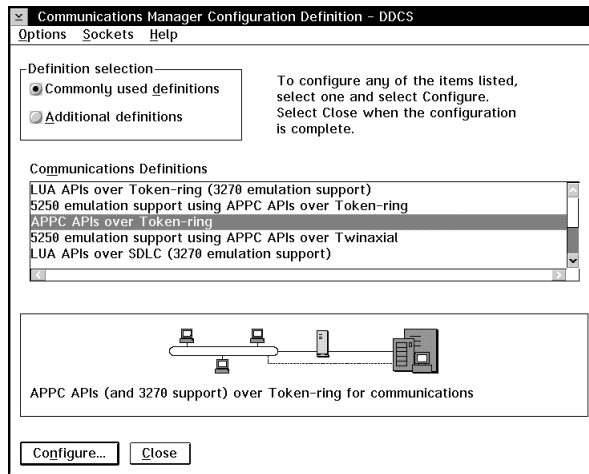 Communications Manager Configuration Definition - DDCS
Options Sockets Help
Definition selection
Commonly used definitions
Additional definitions
To configure any of the items listed,
select one and select Configure.
Select Close when the configuration
is complete.
Communications Definitions
LUA APIs over Token-ring (3270 emulation support)
5250 emulation support using APPC APIs over Token-ring
APPC APIs over Token-ring
5250 emulation support using APPC APIs over Twinaxial
LUA APIs over SDLC (3270 emulation support)
APPC APIs (and 3270 support) over Token-ring for communications
Configure... Close